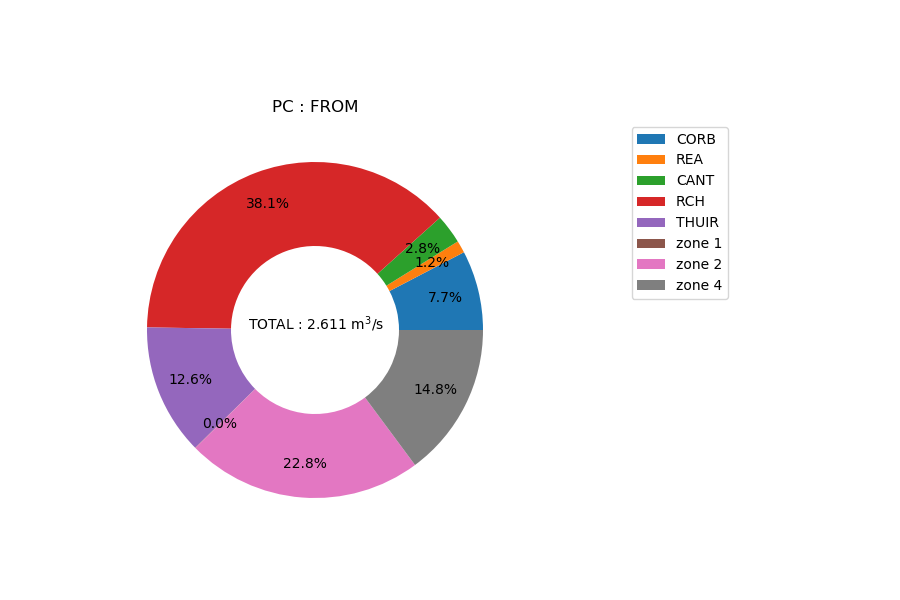 PC : FROM
CORB
REA
CANT
RCH
THUIR
zone 1
zone 2
zone 4
38.1%
2.8%
1.2%
7.7%
TOTAL : 2.611 m³/s
12.6%
14.8%
0.0%
22.8%